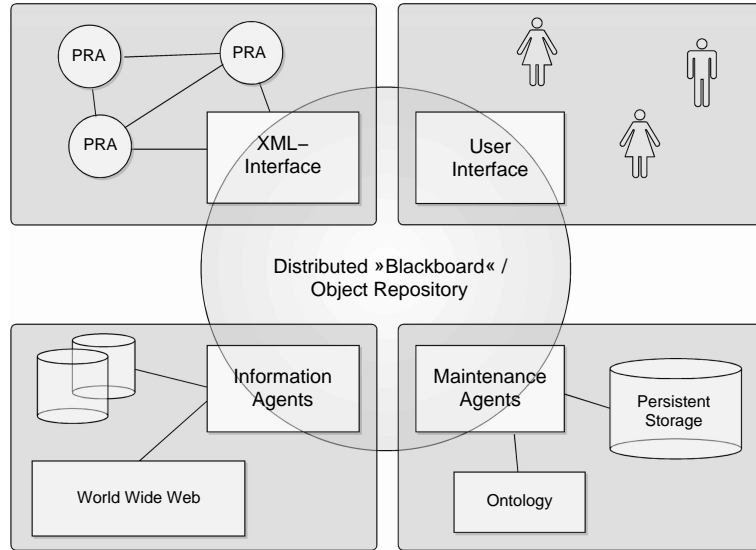 PRA
PRA
PRA
XML–
Interface
User
Interface
Distributed »Blackboard« /
Object Repository
Information
Agents
World Wide Web
Maintenance
Agents
Persistent
Storage
Ontology